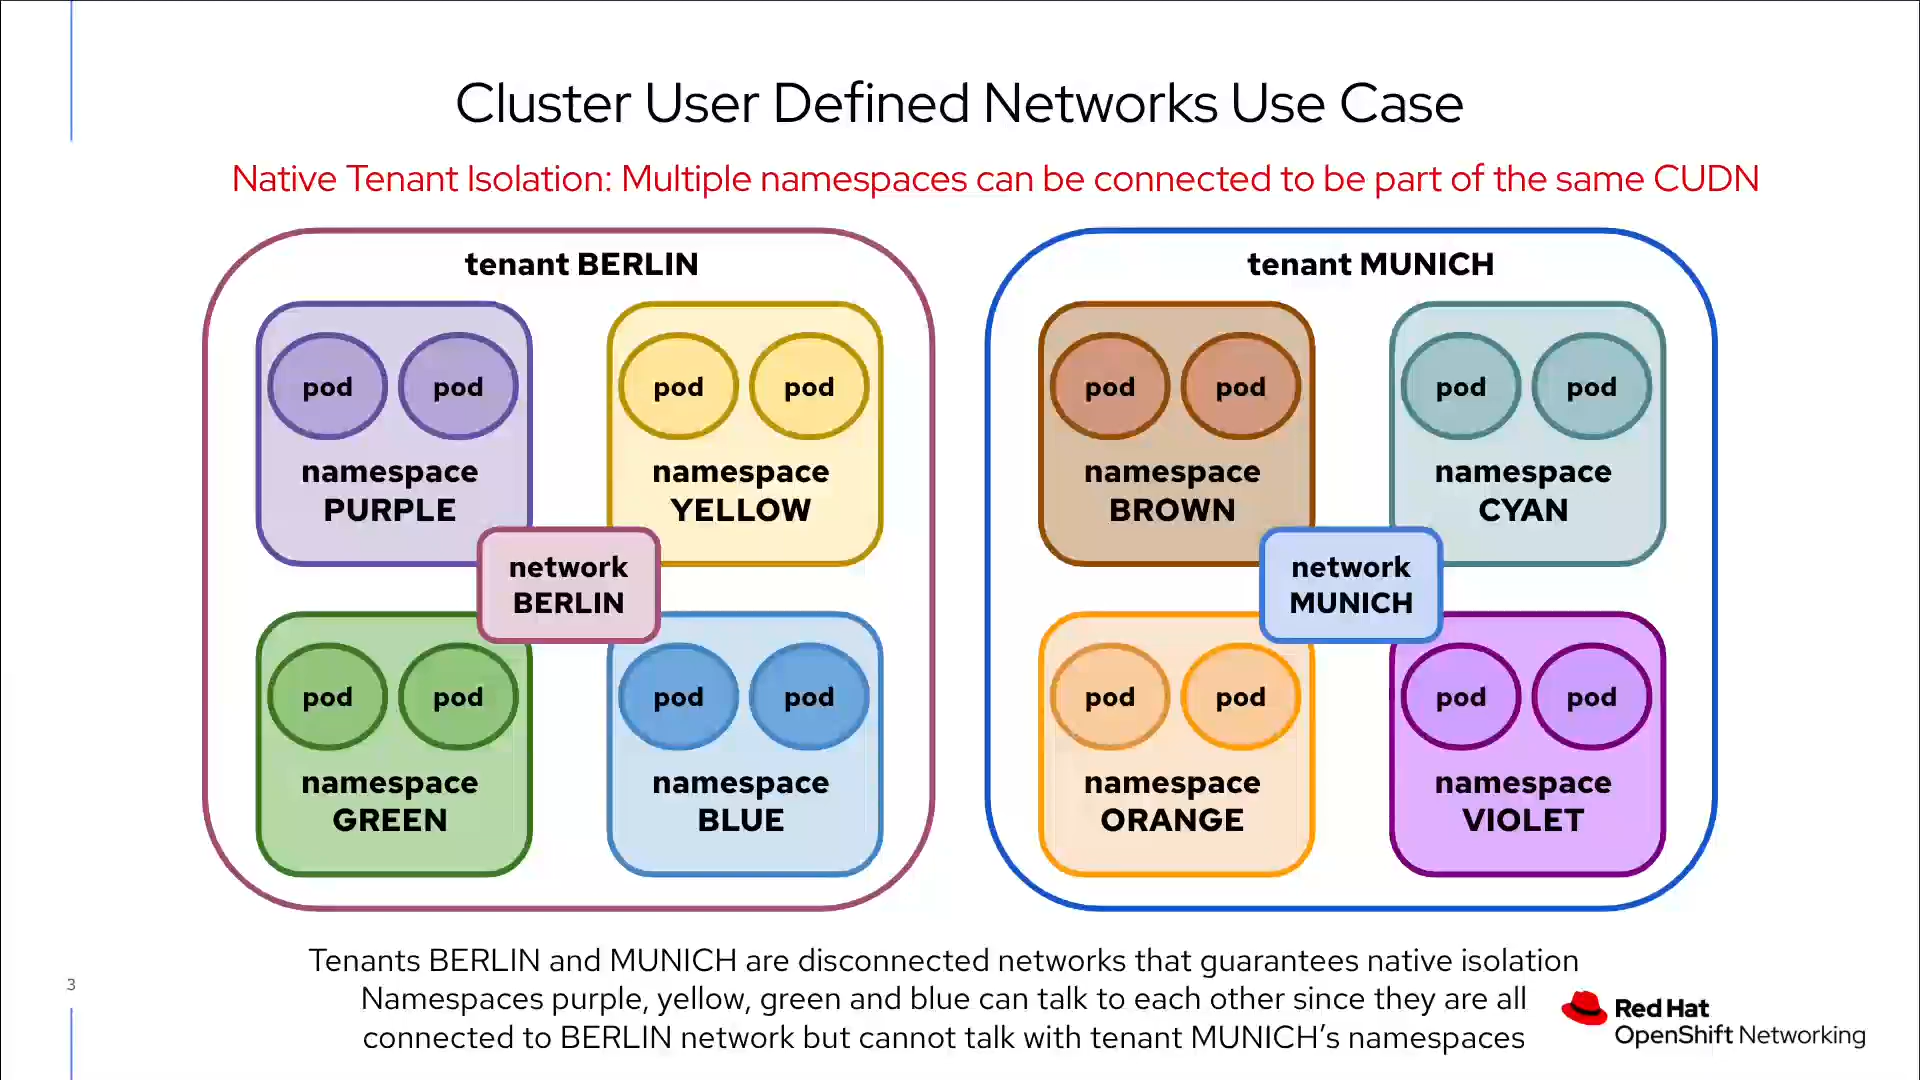 Cluster User Defined Networks Use Case
Native Tenant Isolation: Multiple namespaces can be connected to be part of the same CUDN
tenant BERLIN
pod pod
namespace
PURPLE
pod pod
namespace
YELLOW
network
BERLIN
pod pod
namespace
GREEN
pod pod
namespace
BLUE
tenant MUNICH
pod pod
namespace
BROWN
pod pod
namespace
CYAN
network
MUNICH
pod pod
namespace
ORANGE
pod pod
namespace
VIOLET
Tenants BERLIN and MUNICH are disconnected networks that guarantees native isolation
Namespaces purple, yellow, green and blue can talk to each other since they are all
connected to BERLIN network but cannot talk with tenant MUNICH’s namespaces
3
Red Hat
OpenShift Networking